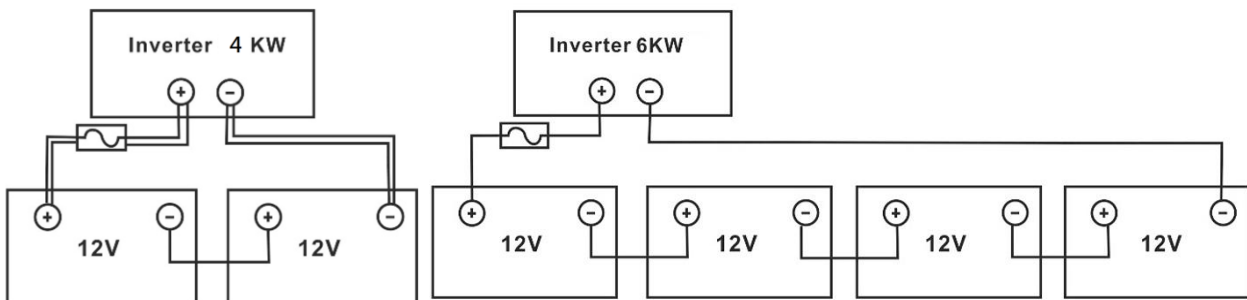 Inverter 4 KW
+ −
+ − + −
12V 12V
Inverter 6KW
+ −
+ − + − + − + −
12V 12V 12V 12V